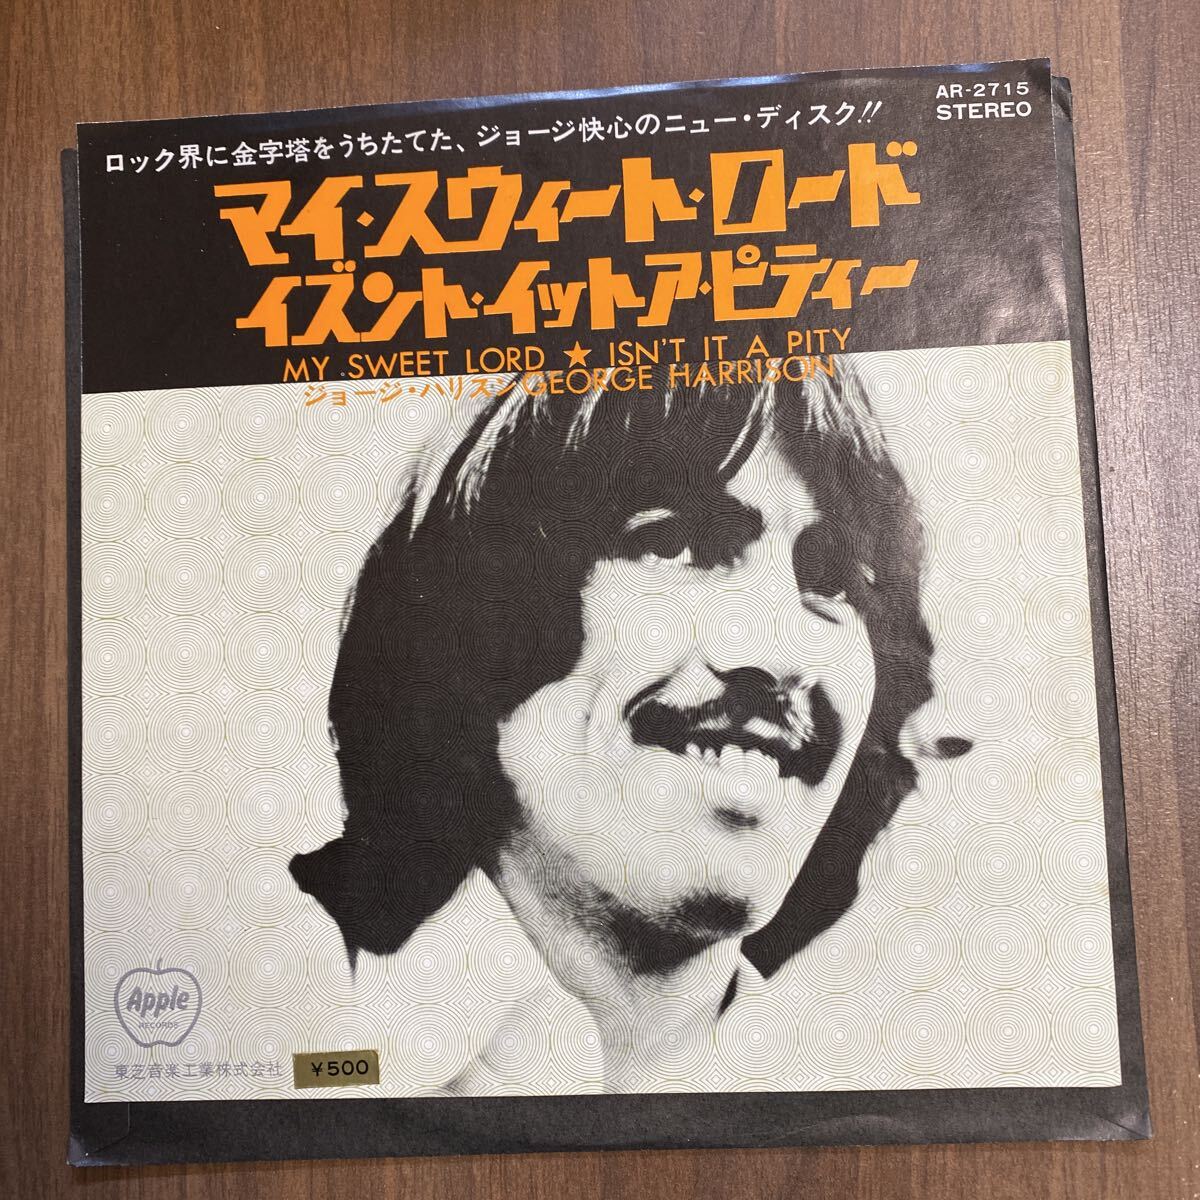 AR-2715
STEREO
ロック界に金字塔をうちたてた、ジョージ快心のニュー・ディスク!!
マイ・スウィート・ロード
イズント・イット・ア・ピティー
MY SWEET LORD ★ ISN'T IT A PITY
ジョージ・ハリスン GEORGE HARRISON
Apple
RECORDS
東芝音楽工業株式会社
¥500